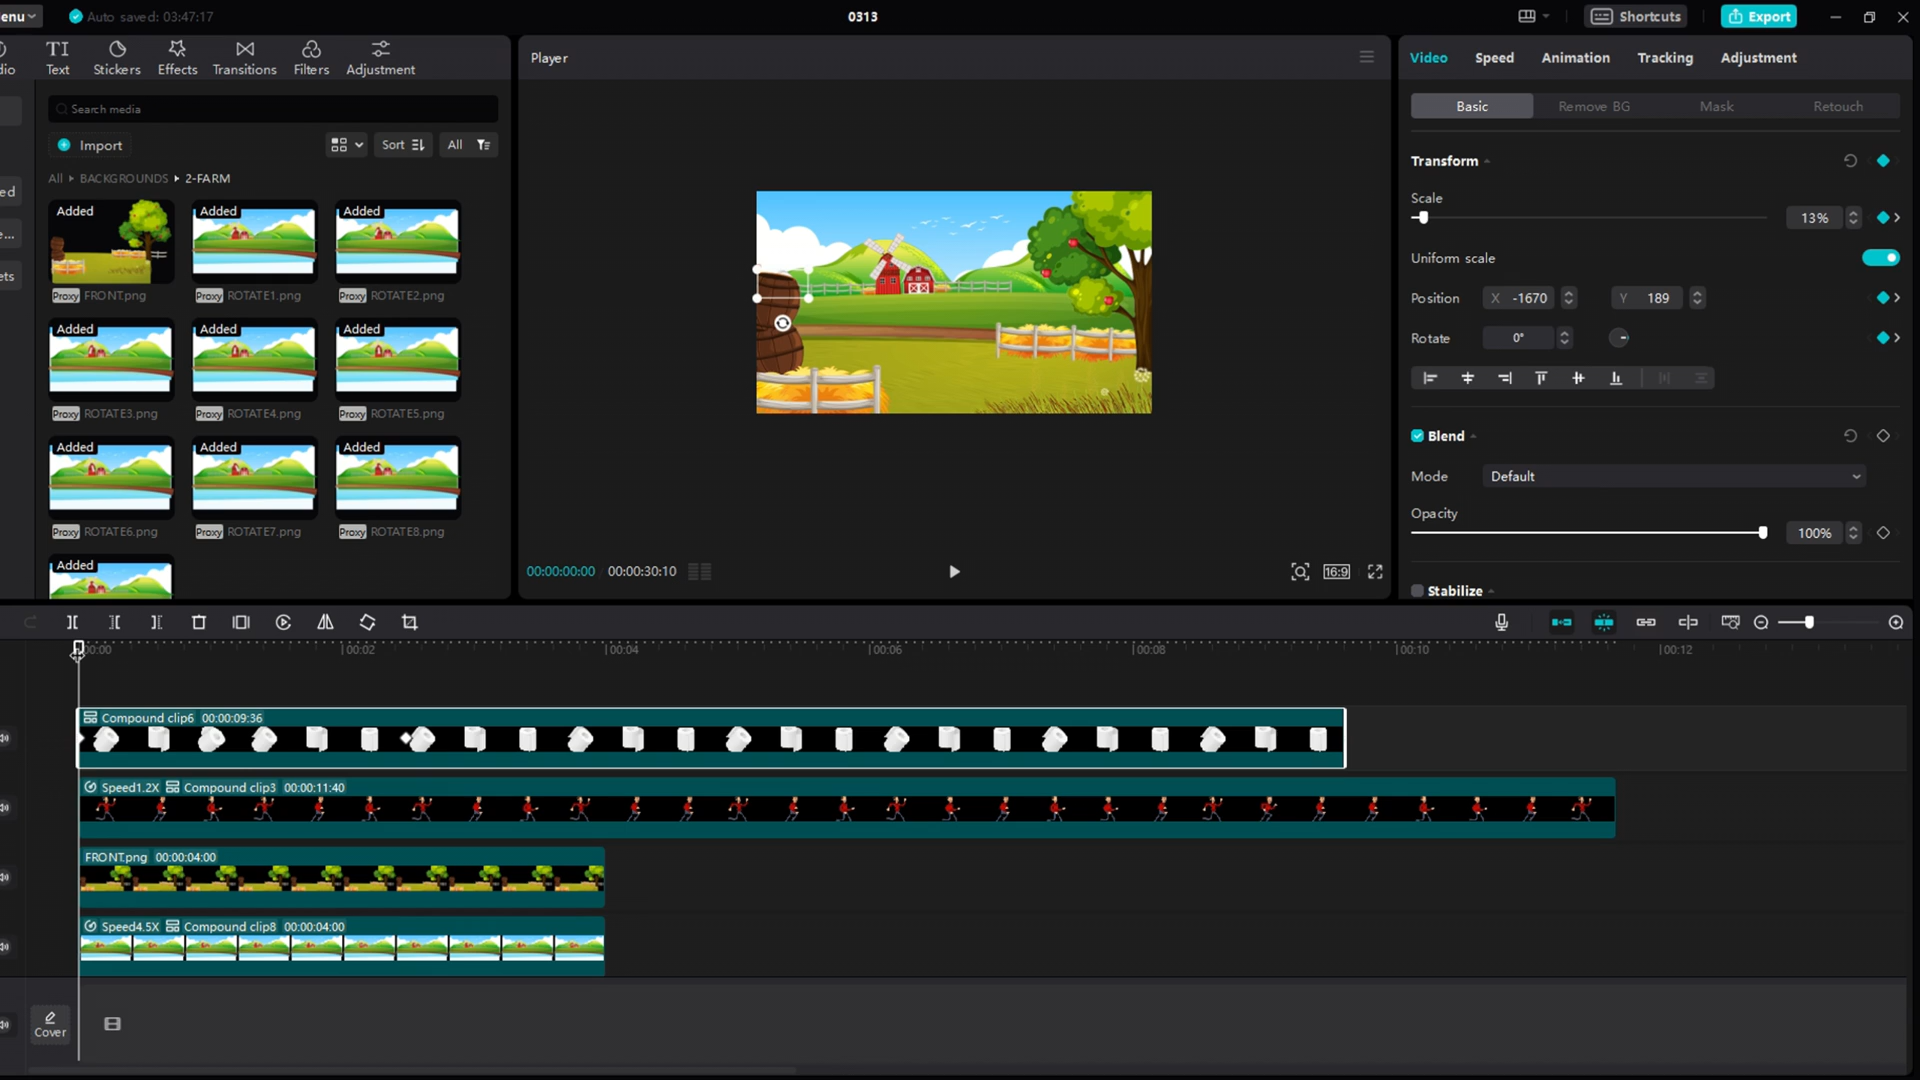 enu
Auto saved: 03:47:17
0313
Shortcuts
Export
dio
Text
Stickers
Effects
Transitions
Filters
Adjustment
Search media
Import
Sort
All
All BACKGROUNDS 2-FARM
ed
e...
ets
Added
Added
Added
Proxy FRONT.png
Proxy ROTATE1.png
Proxy ROTATE2.png
Added
Added
Added
Proxy ROTATE3.png
Proxy ROTATE4.png
Proxy ROTATE5.png
Added
Added
Added
Proxy ROTATE6.png
Proxy ROTATE7.png
Proxy ROTATE8.png
Added
Player
00:00:00:00 00:00:30:10
16:9
Video Speed Animation Tracking Adjustment
Basic Remove BG Mask Retouch
Transform
Scale
13%
Uniform scale
Position X -1670 Y 189
Rotate 0°
Blend
Mode Default
Opacity
100%
Stabilize
00:00 00:02 00:04 00:06 00:08 00:10 00:12
Compound clip6 00:00:09:36
Speed1.2X Compound clip3 00:00:11:40
FRONT.png 00:00:04:00
Speed4.5X Compound clip8 00:00:04:00
Cover